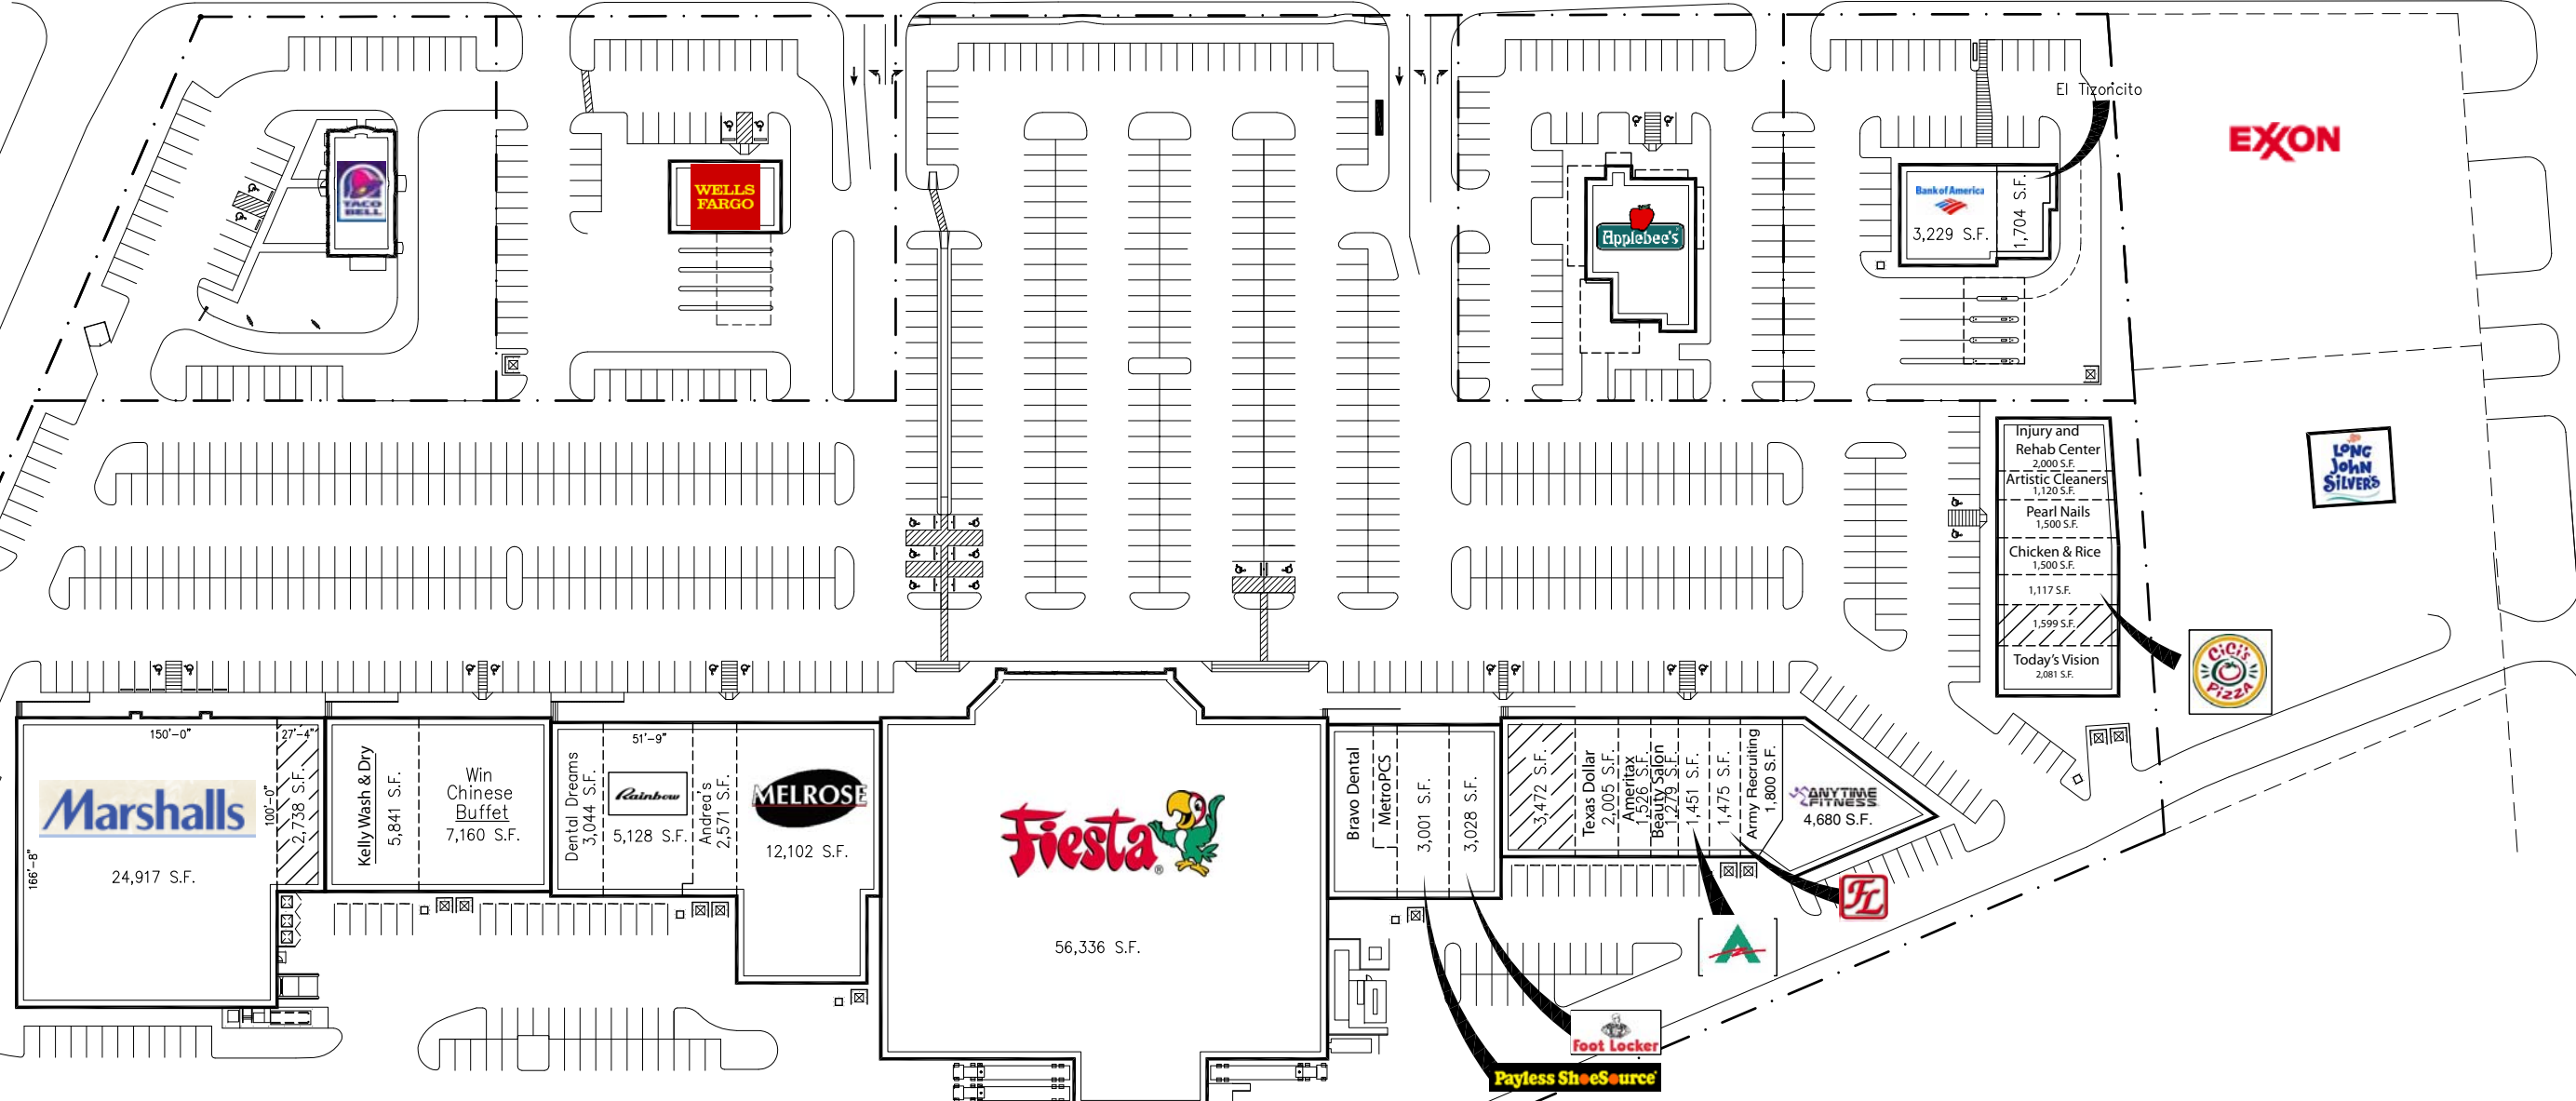 El Tizoncito
EXXON
TACO
BELL
WELLS
FARGO
Applebee's
Bank of America
3,229 S.F.
1,704 S.F.
Injury and
Rehab Center
2,000 S.F.
Artistic Cleaners
1,120 S.F.
Pearl Nails
1,500 S.F.
Chicken & Rice
1,500 S.F.
1,117 S.F.
1,599 S.F.
Today's Vision
2,081 S.F.
LONG
JOHN
SILVER'S
CiCi's
PIZZA
150'-0"
27'-4"
Marshalls
24,917 S.F.
166'-8"
100'-0"
2,738 S.F.
Kelly Wash & Dry
5,841 S.F.
Win
Chinese
Buffet
7,160 S.F.
Dental Dreams
3,044 S.F.
51'-9"
Rainbow
5,128 S.F.
Andrea's
2,571 S.F.
MELROSE
12,102 S.F.
Fiesta®
56,336 S.F.
Bravo Dental
MetroPCS
3,001 S.F.
3,028 S.F.
3,472 S.F.
Texas Dollar
2,005 S.F.
Ameritax
1,526 S.F.
Beauty Salon
1,279 S.F.
1,451 S.F.
1,475 S.F.
Army Recruiting
1,800 S.F.
ANYTIME
FITNESS
4,680 S.F.
FL
A
Foot Locker
Payless ShoeSource